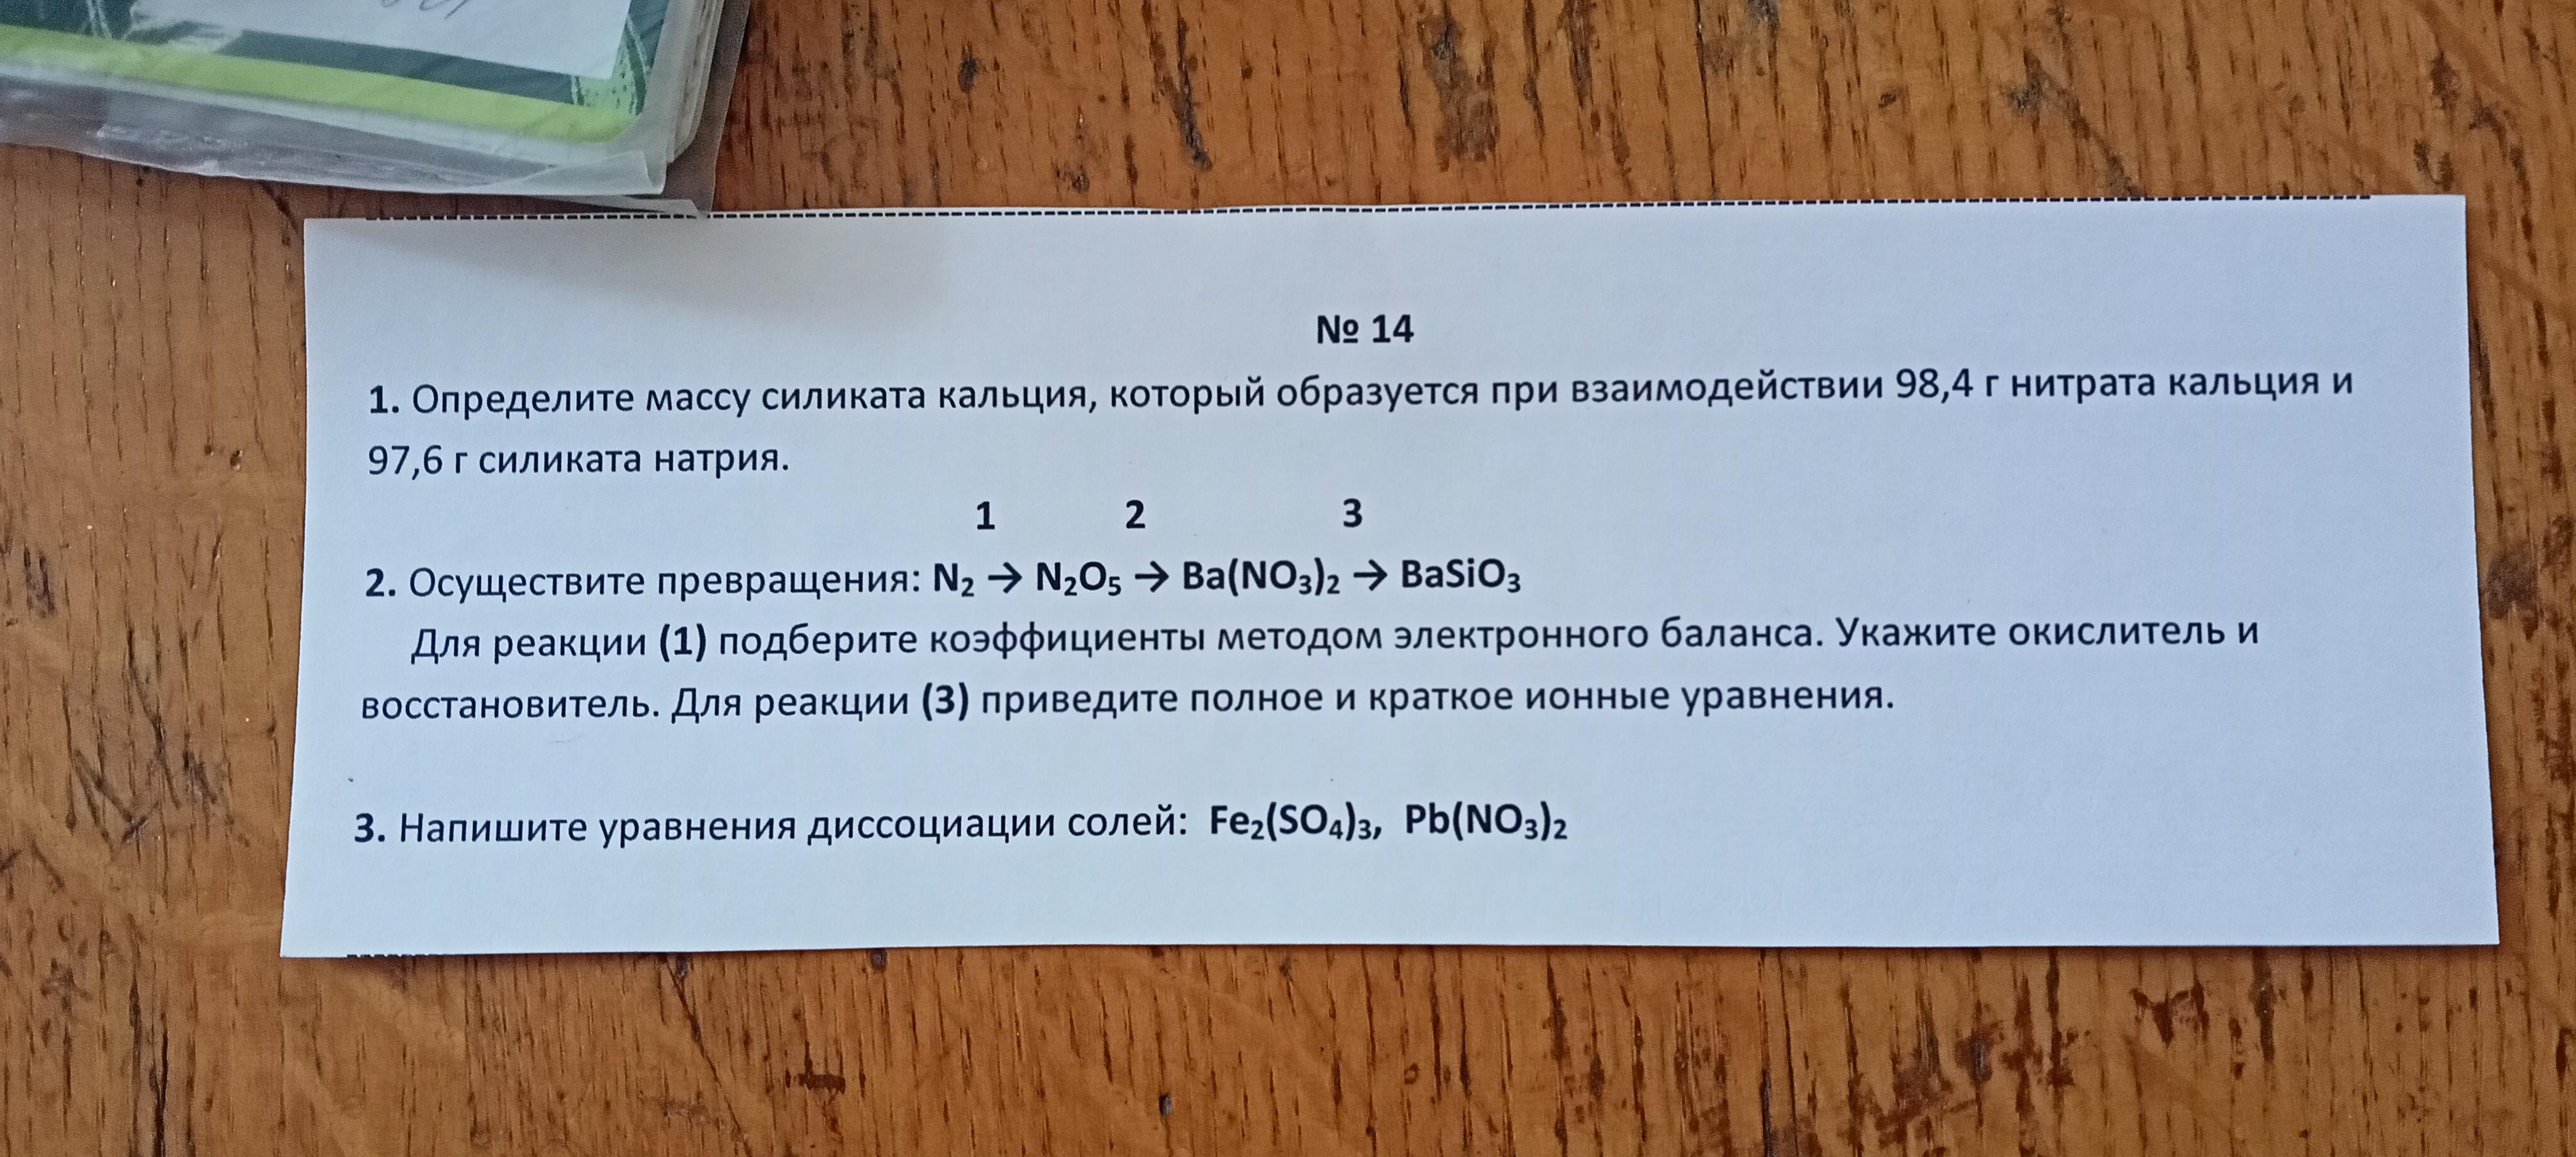 № 14
1. Определите массу силиката кальция, который образуется при взаимодействии 98,4 г нитрата кальция и
97,6 г силиката натрия.
1 2 3
2. Осуществите превращения: N₂ → N₂O₅ → Ba(NO₃)₂ → BaSiO₃
Для реакции (1) подберите коэффициенты методом электронного баланса. Укажите окислитель и
восстановитель. Для реакции (3) приведите полное и краткое ионные уравнения.
3. Напишите уравнения диссоциации солей: Fe₂(SO₄)₃, Pb(NO₃)₂